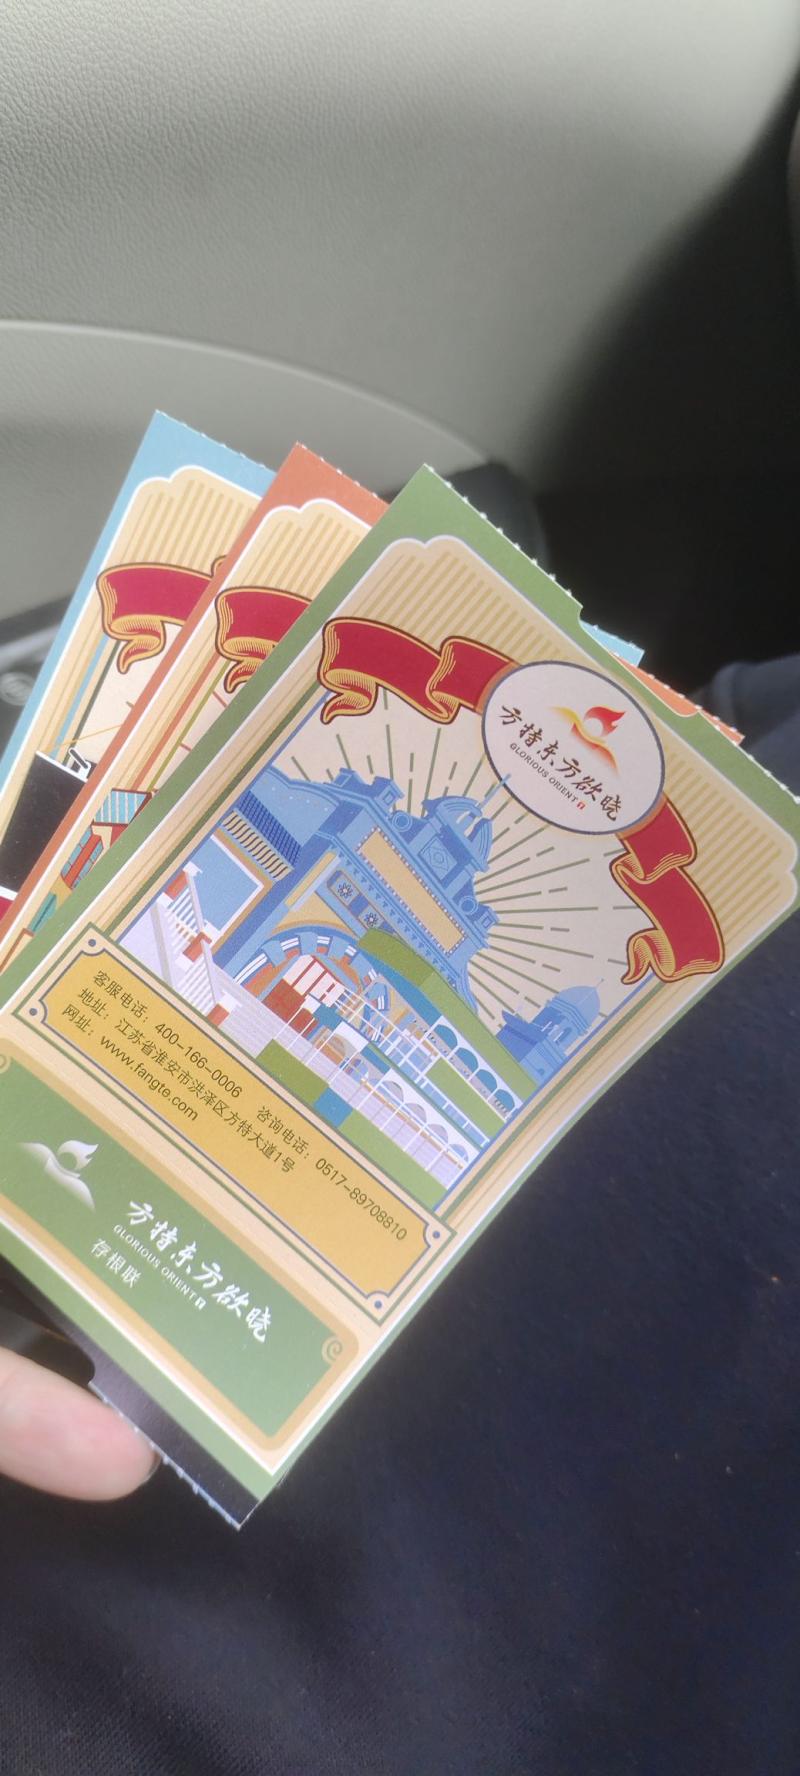 方特东方欲晓
GLORIOUS ORIENT
客服电话：400-166-0006 咨询电话：0517-89708810
地址：江苏省淮安市洪泽区方特大道1号
网址：www.fangte.com
方特东方欲晓
GLORIOUS ORIENT
存根联